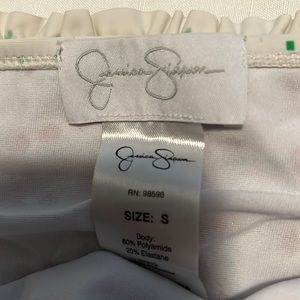 Jessica Simpson
Jessica Simpson
RN: 98598
SIZE: S
Body:
80% Polyamide
20% Elastane